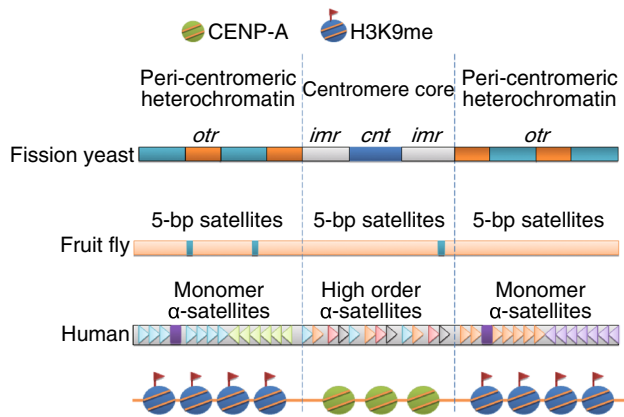 CENP-A H3K9me
Peri-centromeric heterochromatin
Centromere core
Peri-centromeric heterochromatin
otr imr cnt imr otr
Fission yeast
5-bp satellites 5-bp satellites 5-bp satellites
Fruit fly
Monomer α-satellites
High order α-satellites
Monomer α-satellites
Human